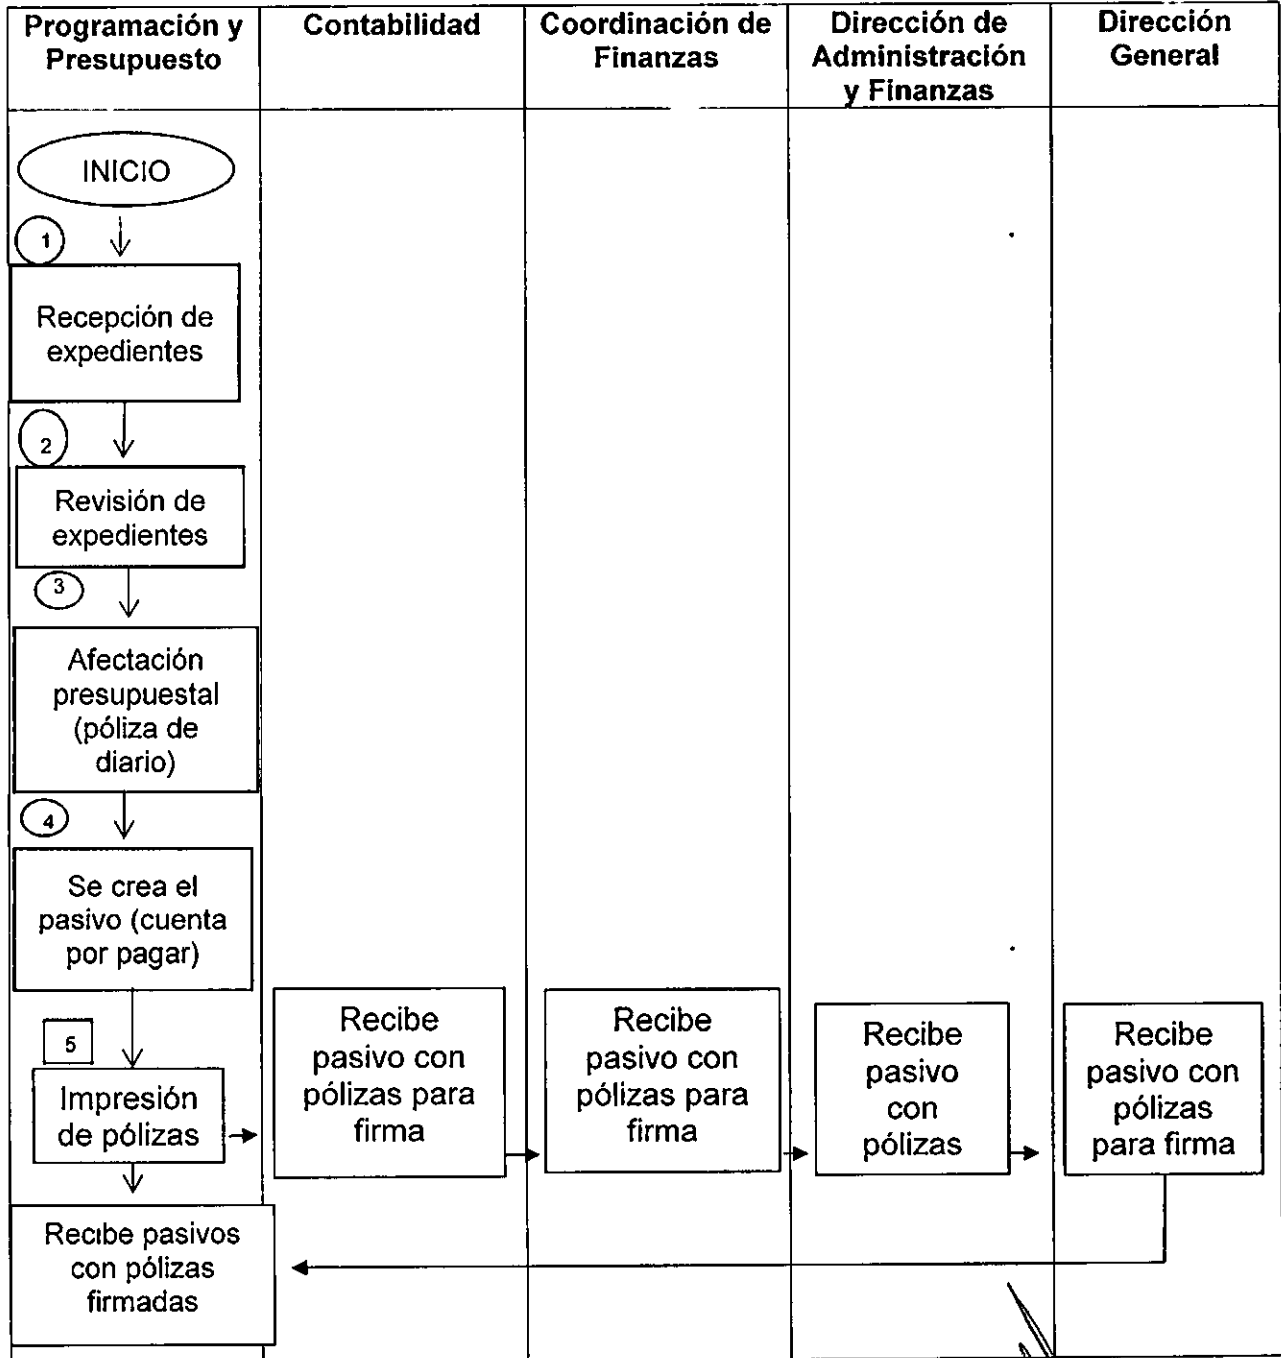 Programación y
Presupuesto
Contabilidad
Coordinación de
Finanzas
Dirección de
Administración
y Finanzas
Dirección
General
INICIO
1
Recepción de
expedientes
2
Revisión de
expedientes
3
Afectación
presupuestal
(póliza de
diario)
4
Se crea el
pasivo (cuenta
por pagar)
5
Impresión
de pólizas
Recibe
pasivo con
pólizas para
firma
Recibe
pasivo con
pólizas para
firma
Recibe
pasivo
con
pólizas
Recibe
pasivo con
pólizas
para firma
Recibe pasivos
con pólizas
firmadas